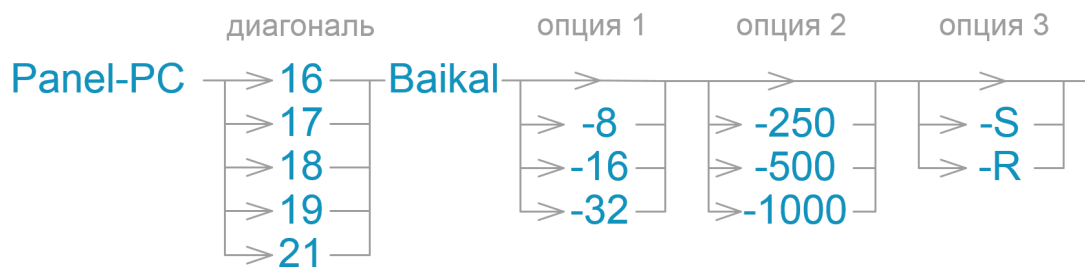 диагональ опция 1 опция 2 опция 3
Panel-PC 16 Baikal
17 -8 -250 -S
18 -16 -500 -R
19 -32 -1000
21